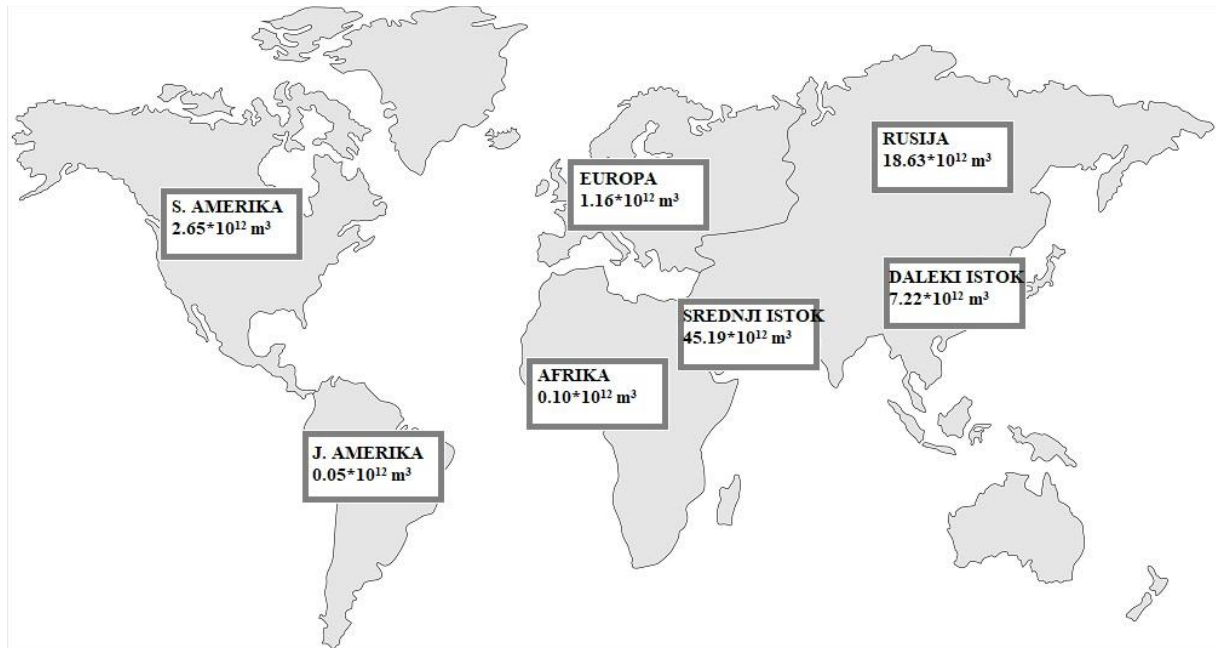 RUSIJA
18.63*10¹² m³
EUROPA
1.16*10¹² m³
S. AMERIKA
2.65*10¹² m³
DALEKI ISTOK
7.22*10¹² m³
SREDNJI ISTOK
45.19*10¹² m³
AFRIKA
0.10*10¹² m³
J. AMERIKA
0.05*10¹² m³